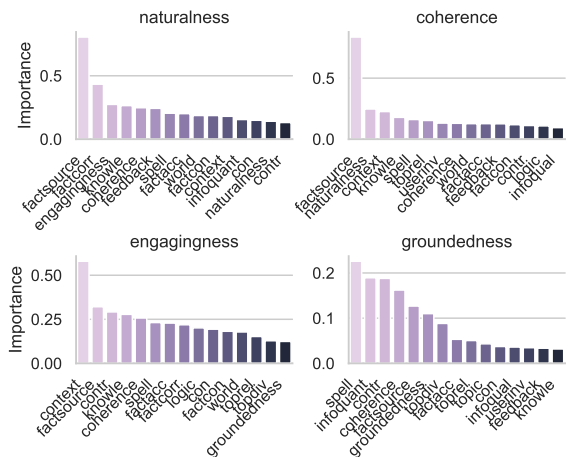 naturalness
Importance
0.5
0.0
factsource
factcorr
engagingness
knowle
coherence
feedback
spell
factacc
world
factcon
context
infoquant
con
naturalness
contr
coherence
0.5
0.0
factsource
naturalness
context
knowle
spell
toprel
userinv
coherence
world
factacc
feedback
factcon
contr
logic
infoqual
engagingness
Importance
0.50
0.25
0.00
context
factsource
contr
knowle
coherence
spell
factacc
factcorr
logic
con
factcon
world
toprel
topdiv
groundedness
groundedness
0.2
0.1
0.0
spell
infoquant
contr
coherence
factsource
groundedness
topdiv
factacc
toprel
topic
con
infoqual
userinv
feedback
knowle